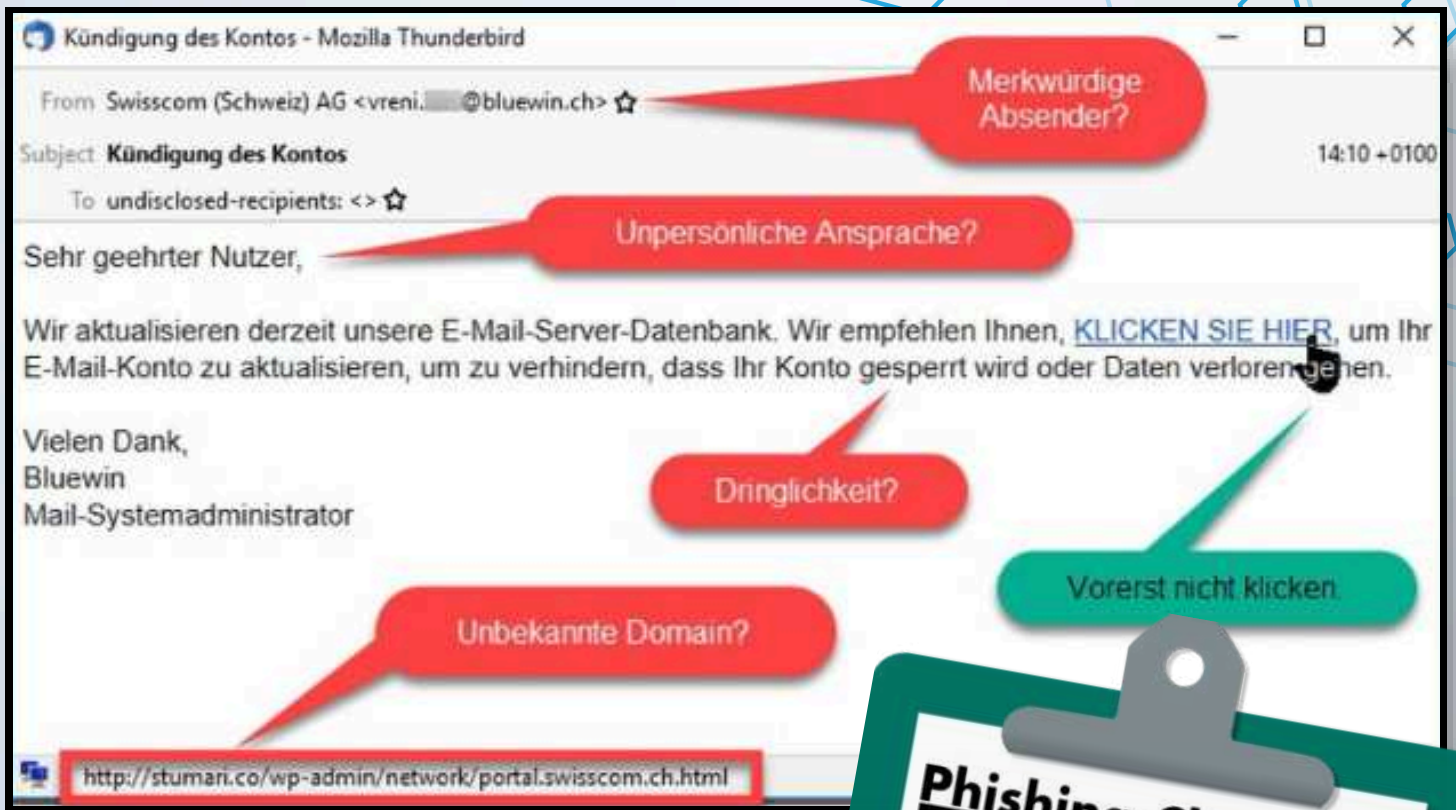 Kündigung des Kontos - Mozilla Thunderbird
Merkwürdige
Absender?
From Swisscom (Schweiz) AG <vreni. @bluewin.ch>
Subject Kündigung des Kontos
14:10 +0100
To undisclosed-recipients: <>
Unpersönliche Ansprache?
Sehr geehrter Nutzer,
Wir aktualisieren derzeit unsere E-Mail-Server-Datenbank. Wir empfehlen Ihnen, KLICKEN SIE HIER, um Ihr
E-Mail-Konto zu aktualisieren, um zu verhindern, dass Ihr Konto gesperrt wird oder Daten verloren gehen.
Vielen Dank,
Bluewin
Mail-Systemadministrator
Dringlichkeit?
Vorerst nicht klicken
Unbekannte Domain?
http://stumari.co/wp-admin/network/portal.swisscom.ch.html
Phishing